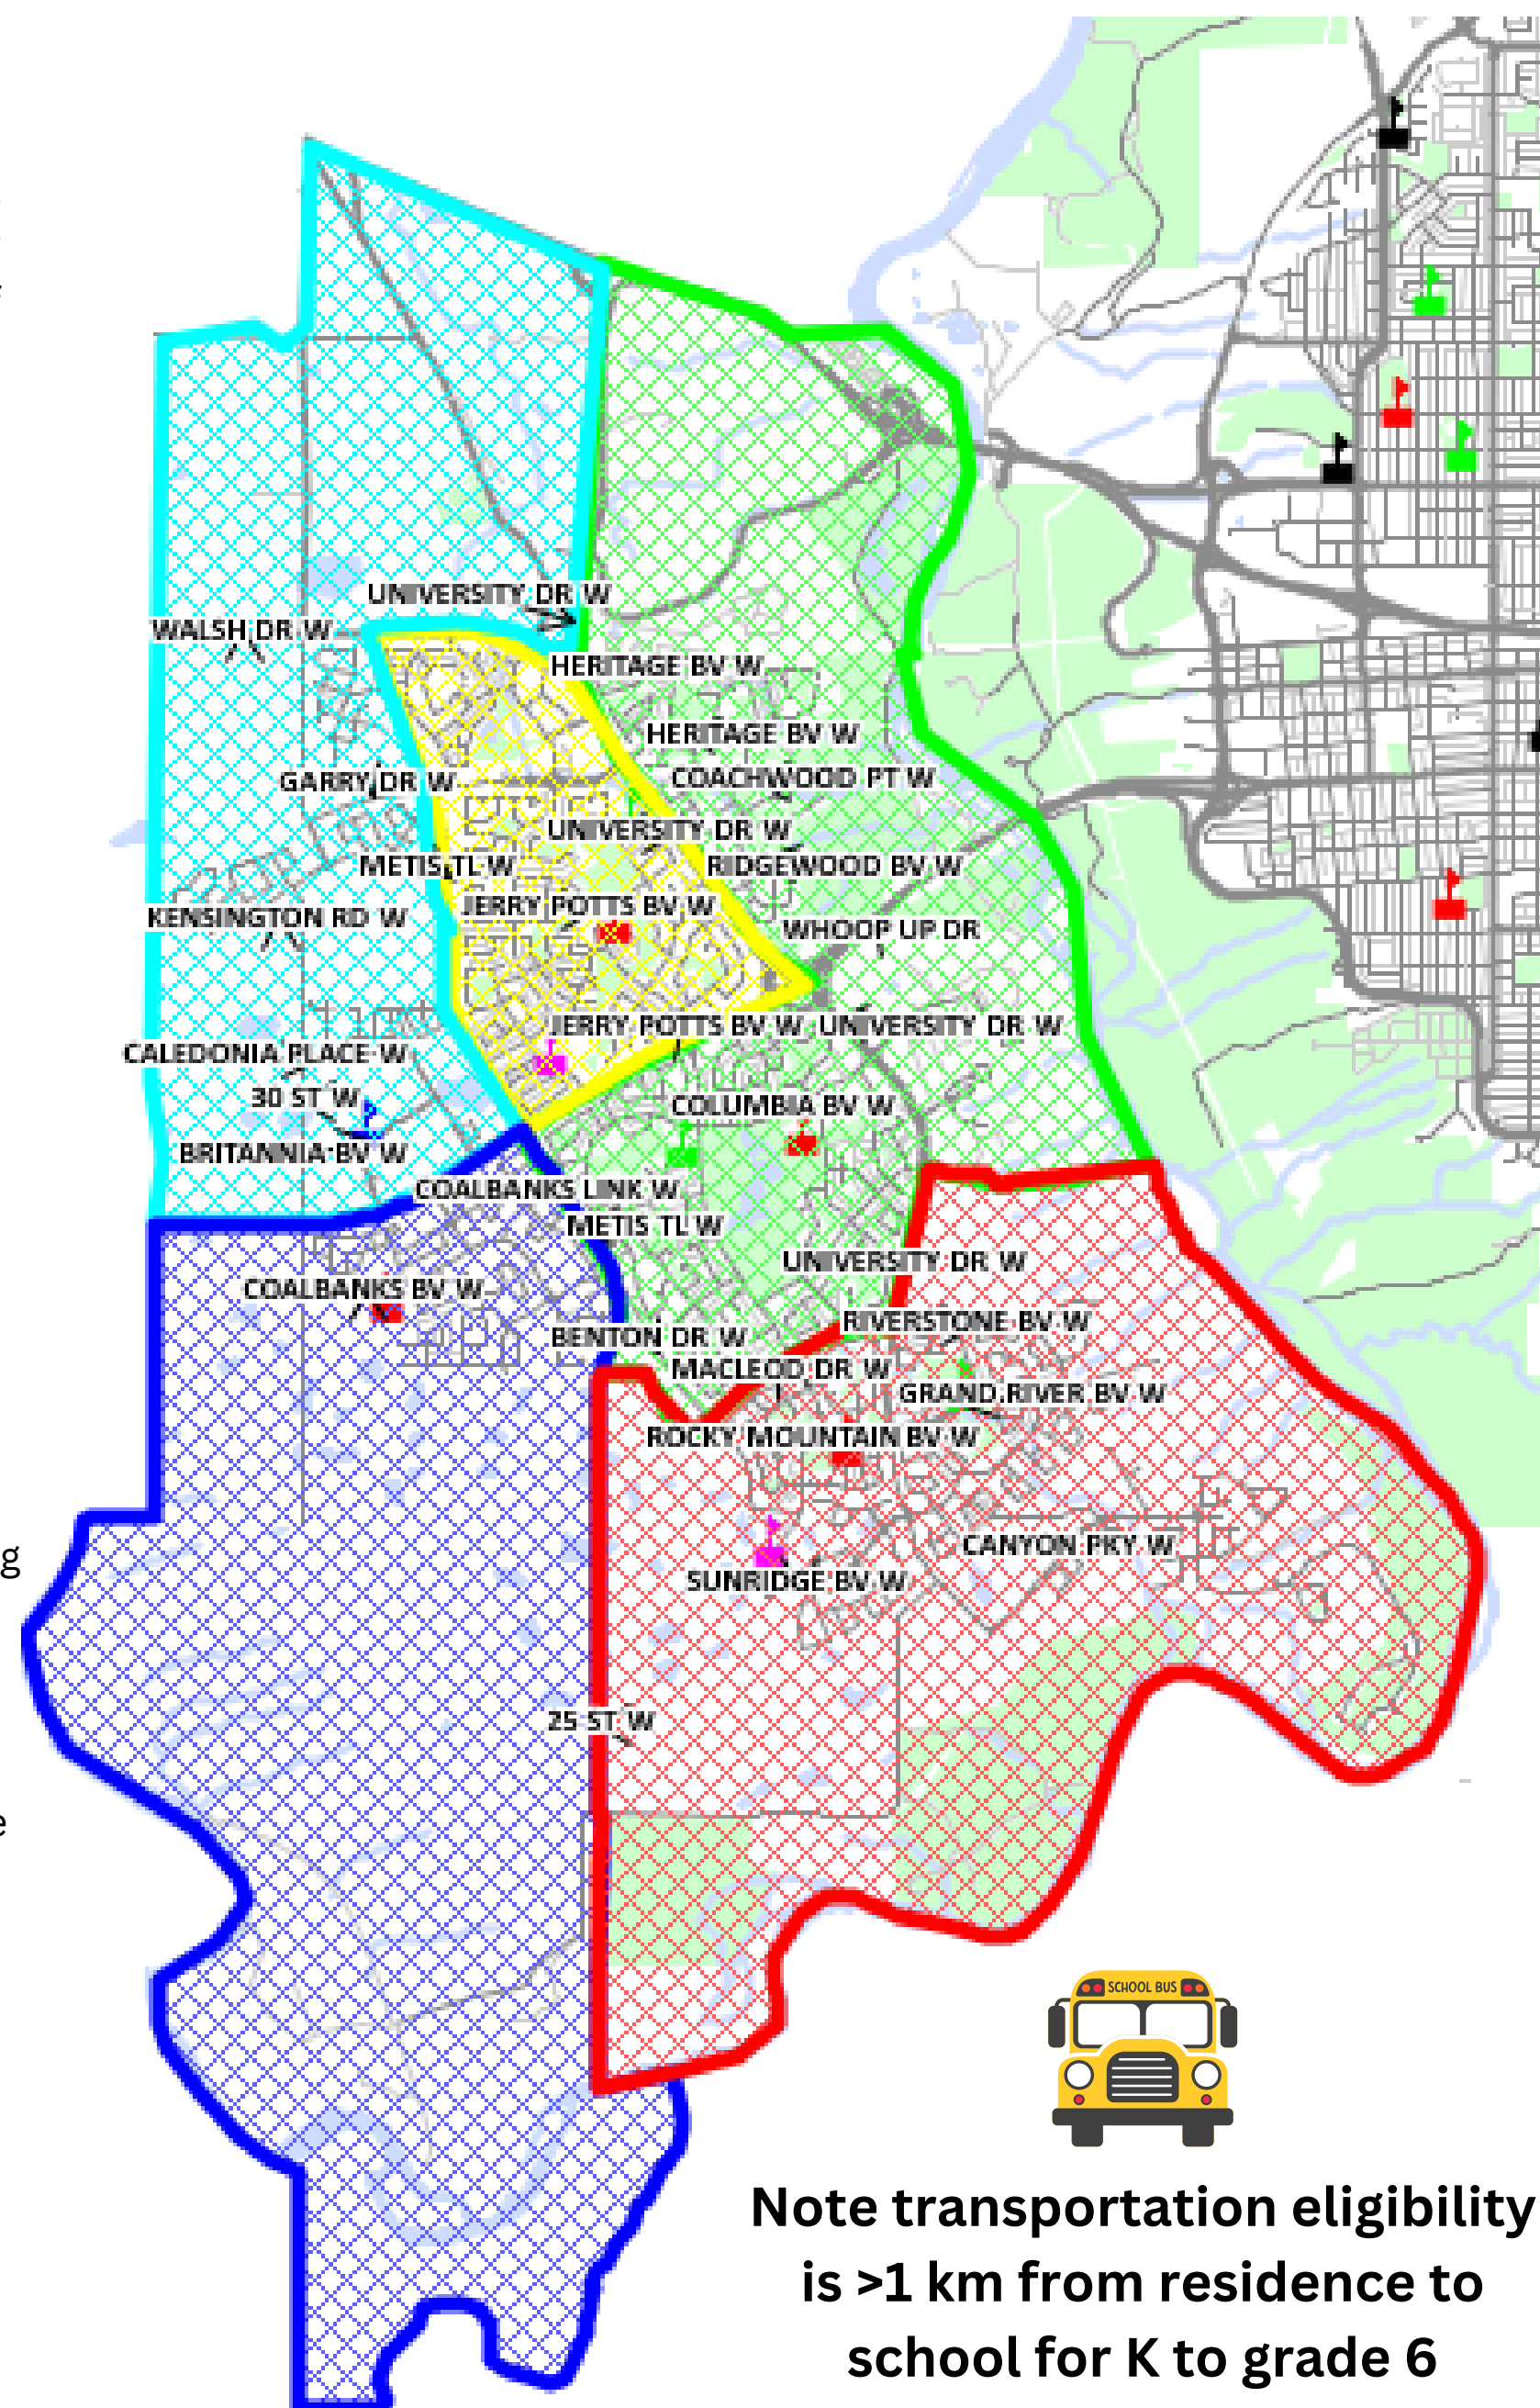 UNIVERSITY DR W
WALSH DR W
HERITAGE BV W
HERITAGE BV W
COACHWOOD PT W
GARRY DR W
UNIVERSITY DR W
METIS TL W
RIDGEWOOD BV W
JERRY POTTS BV W
KENSINGTON RD W
WHOOP UP DR
JERRY POTTS BV W
UNIVERSITY DR W
CALEDONIA PLACE W
30 ST W
COLUMBIA BV W
BRITANNIA BV W
COALBANKS LINK W
METIS TL W
UNIVERSITY DR W
COALBANKS BV W
RIVERSTONE BV W
BENTON DR W
MACLEOD DR W
GRAND RIVER BV W
ROCKY MOUNTAIN BV W
CANYON PKY W
g
SUNRIDGE BV W
25 ST W
e
SCHOOL BUS
Note transportation eligibility
is >1 km from residence to
school for K to grade 6